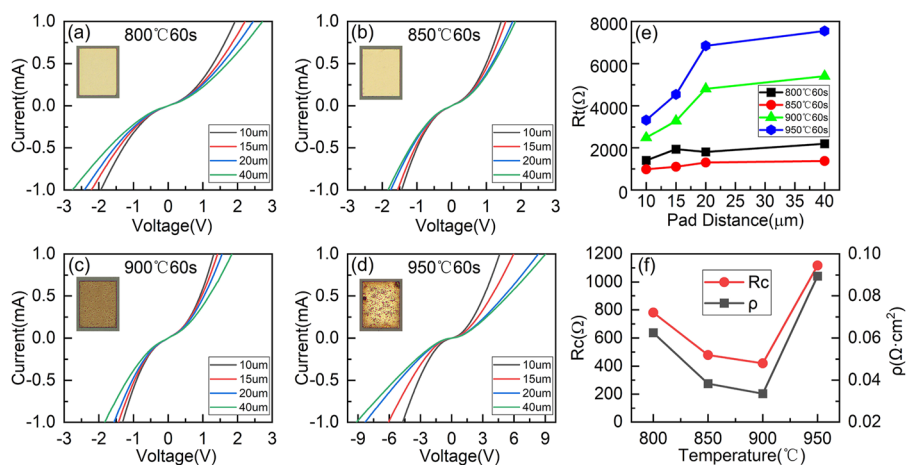 (a) 800℃60s
Current(mA)
1.0
0.5
0.0
-0.5
-1.0
10um
15um
20um
40um
-3 -2 -1 0 1 2 3
Voltage(V)
(b) 850℃60s
Current(mA)
1.0
0.5
0.0
-0.5
-1.0
10um
15um
20um
40um
-3 -2 -1 0 1 2 3
Voltage(V)
(e)
Rt(Ω)
8000
6000
4000
2000
0
800℃60s
850℃60s
900℃60s
950℃60s
10 15 20 25 30 35 40
Pad Distance(μm)
(c) 900℃60s
Current(mA)
1.0
0.5
0.0
-0.5
-1.0
10um
15um
20um
40um
-3 -2 -1 0 1 2 3
Voltage(V)
(d) 950℃60s
Current(mA)
1.0
0.5
0.0
-0.5
-1.0
10um
15um
20um
40um
-9 -6 -3 0 3 6 9
Voltage(V)
(f)
Rc(Ω)
1200
1000
800
600
400
200
0
Rc
ρ
0.10
0.08
0.06
0.04
0.02
ρ(Ω·cm²)
800 850 900 950
Temperature(℃)